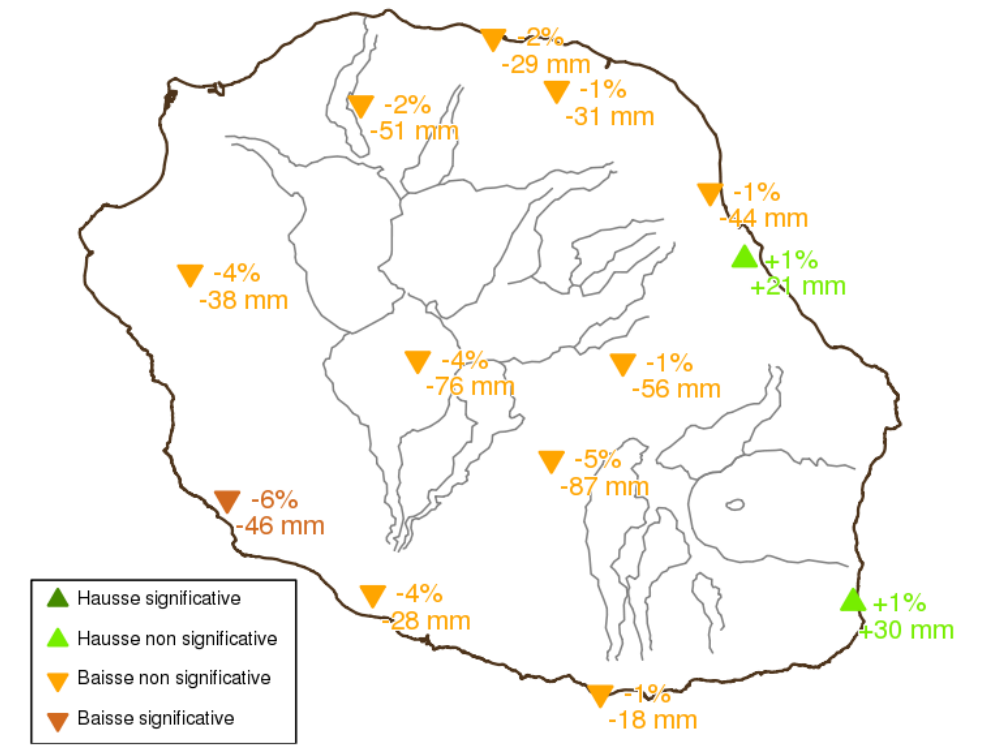 -2%
-29 mm
-1%
-31 mm
-2%
-51 mm
-1%
-44 mm
+1%
+21 mm
-4%
-38 mm
-4%
-76 mm
-1%
-56 mm
-5%
-87 mm
-6%
-46 mm
-4%
-28 mm
+1%
+30 mm
-1%
-18 mm
Hausse significative
Hausse non significative
Baisse non significative
Baisse significative